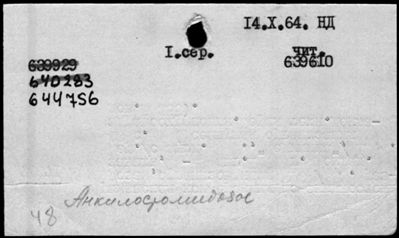 14.X.64. НД
I.сер. чит.
639929 639610
640283
644756
Анкилостомидозы
48